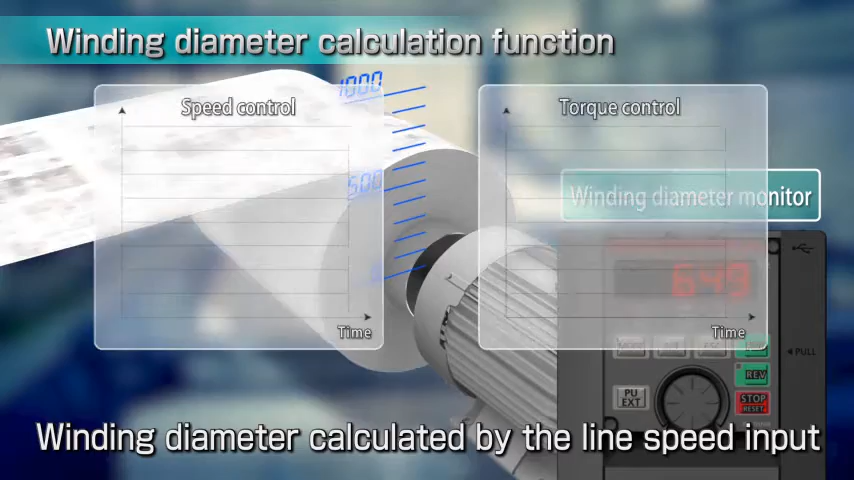 Winding diameter calculation function
1000
Speed control
Torque control
500
Winding diameter monitor
0
649
Time
Time
PULL
REV
PU
EXT
STOP
RESET
Winding diameter calculated by the line speed input